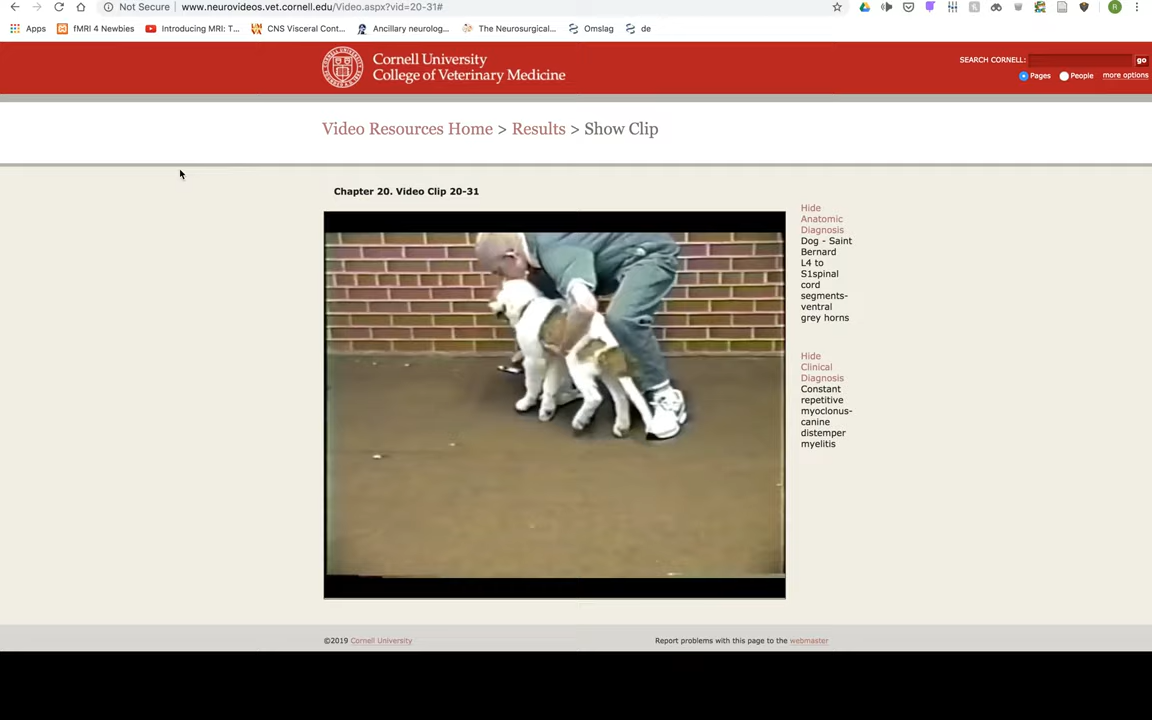 Not Secure
www.neurovideos.vet.cornell.edu/Video.aspx?vid=20-31#
R
Apps
fMRI 4 Newbies
Introducing MRI: T...
CNS Visceral Cont...
Ancillary neurolog...
The Neurosurgical...
Omslag
de
Cornell University
College of Veterinary Medicine
SEARCH CORNELL:
go
Pages
People
more options
Video Resources Home > Results > Show Clip
Chapter 20. Video Clip 20-31
Hide
Anatomic
Diagnosis
Dog - Saint
Bernard
L4 to
S1spinal
cord
segments-
ventral
grey horns
Hide
Clinical
Diagnosis
Constant
repetitive
myoclonus-
canine
distemper
myelitis
©2019 Cornell University
Report problems with this page to the webmaster